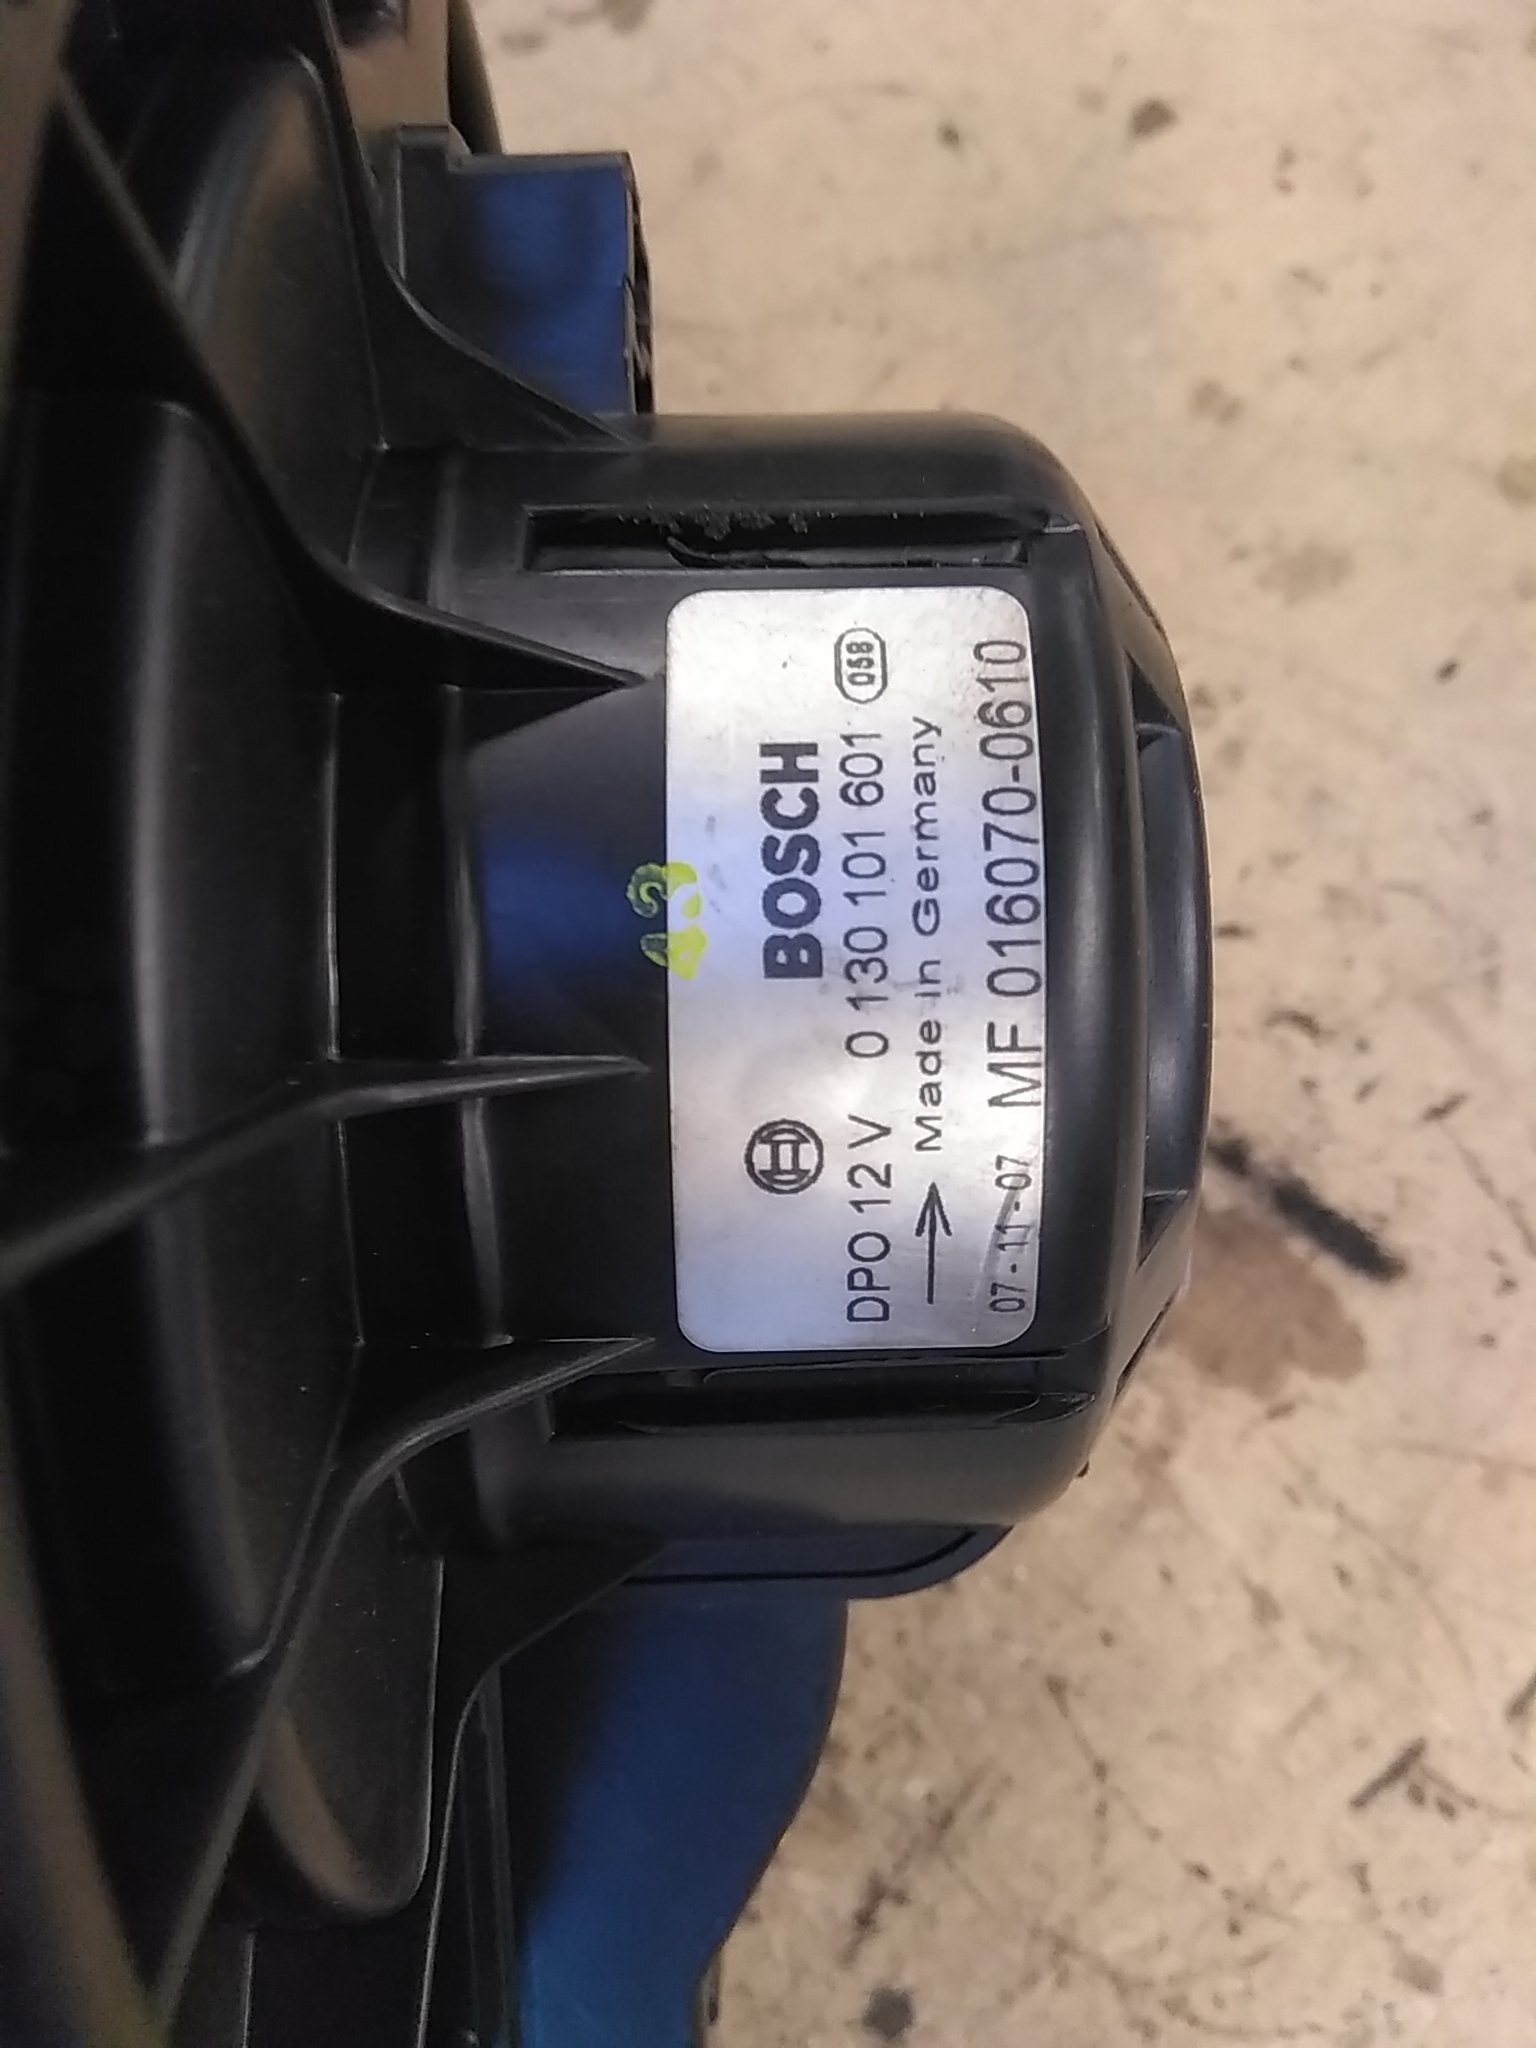 BOSCH
DPO 12 V 0 130 101 601 058
Made in Germany
07-11-07 MF 016070-0610